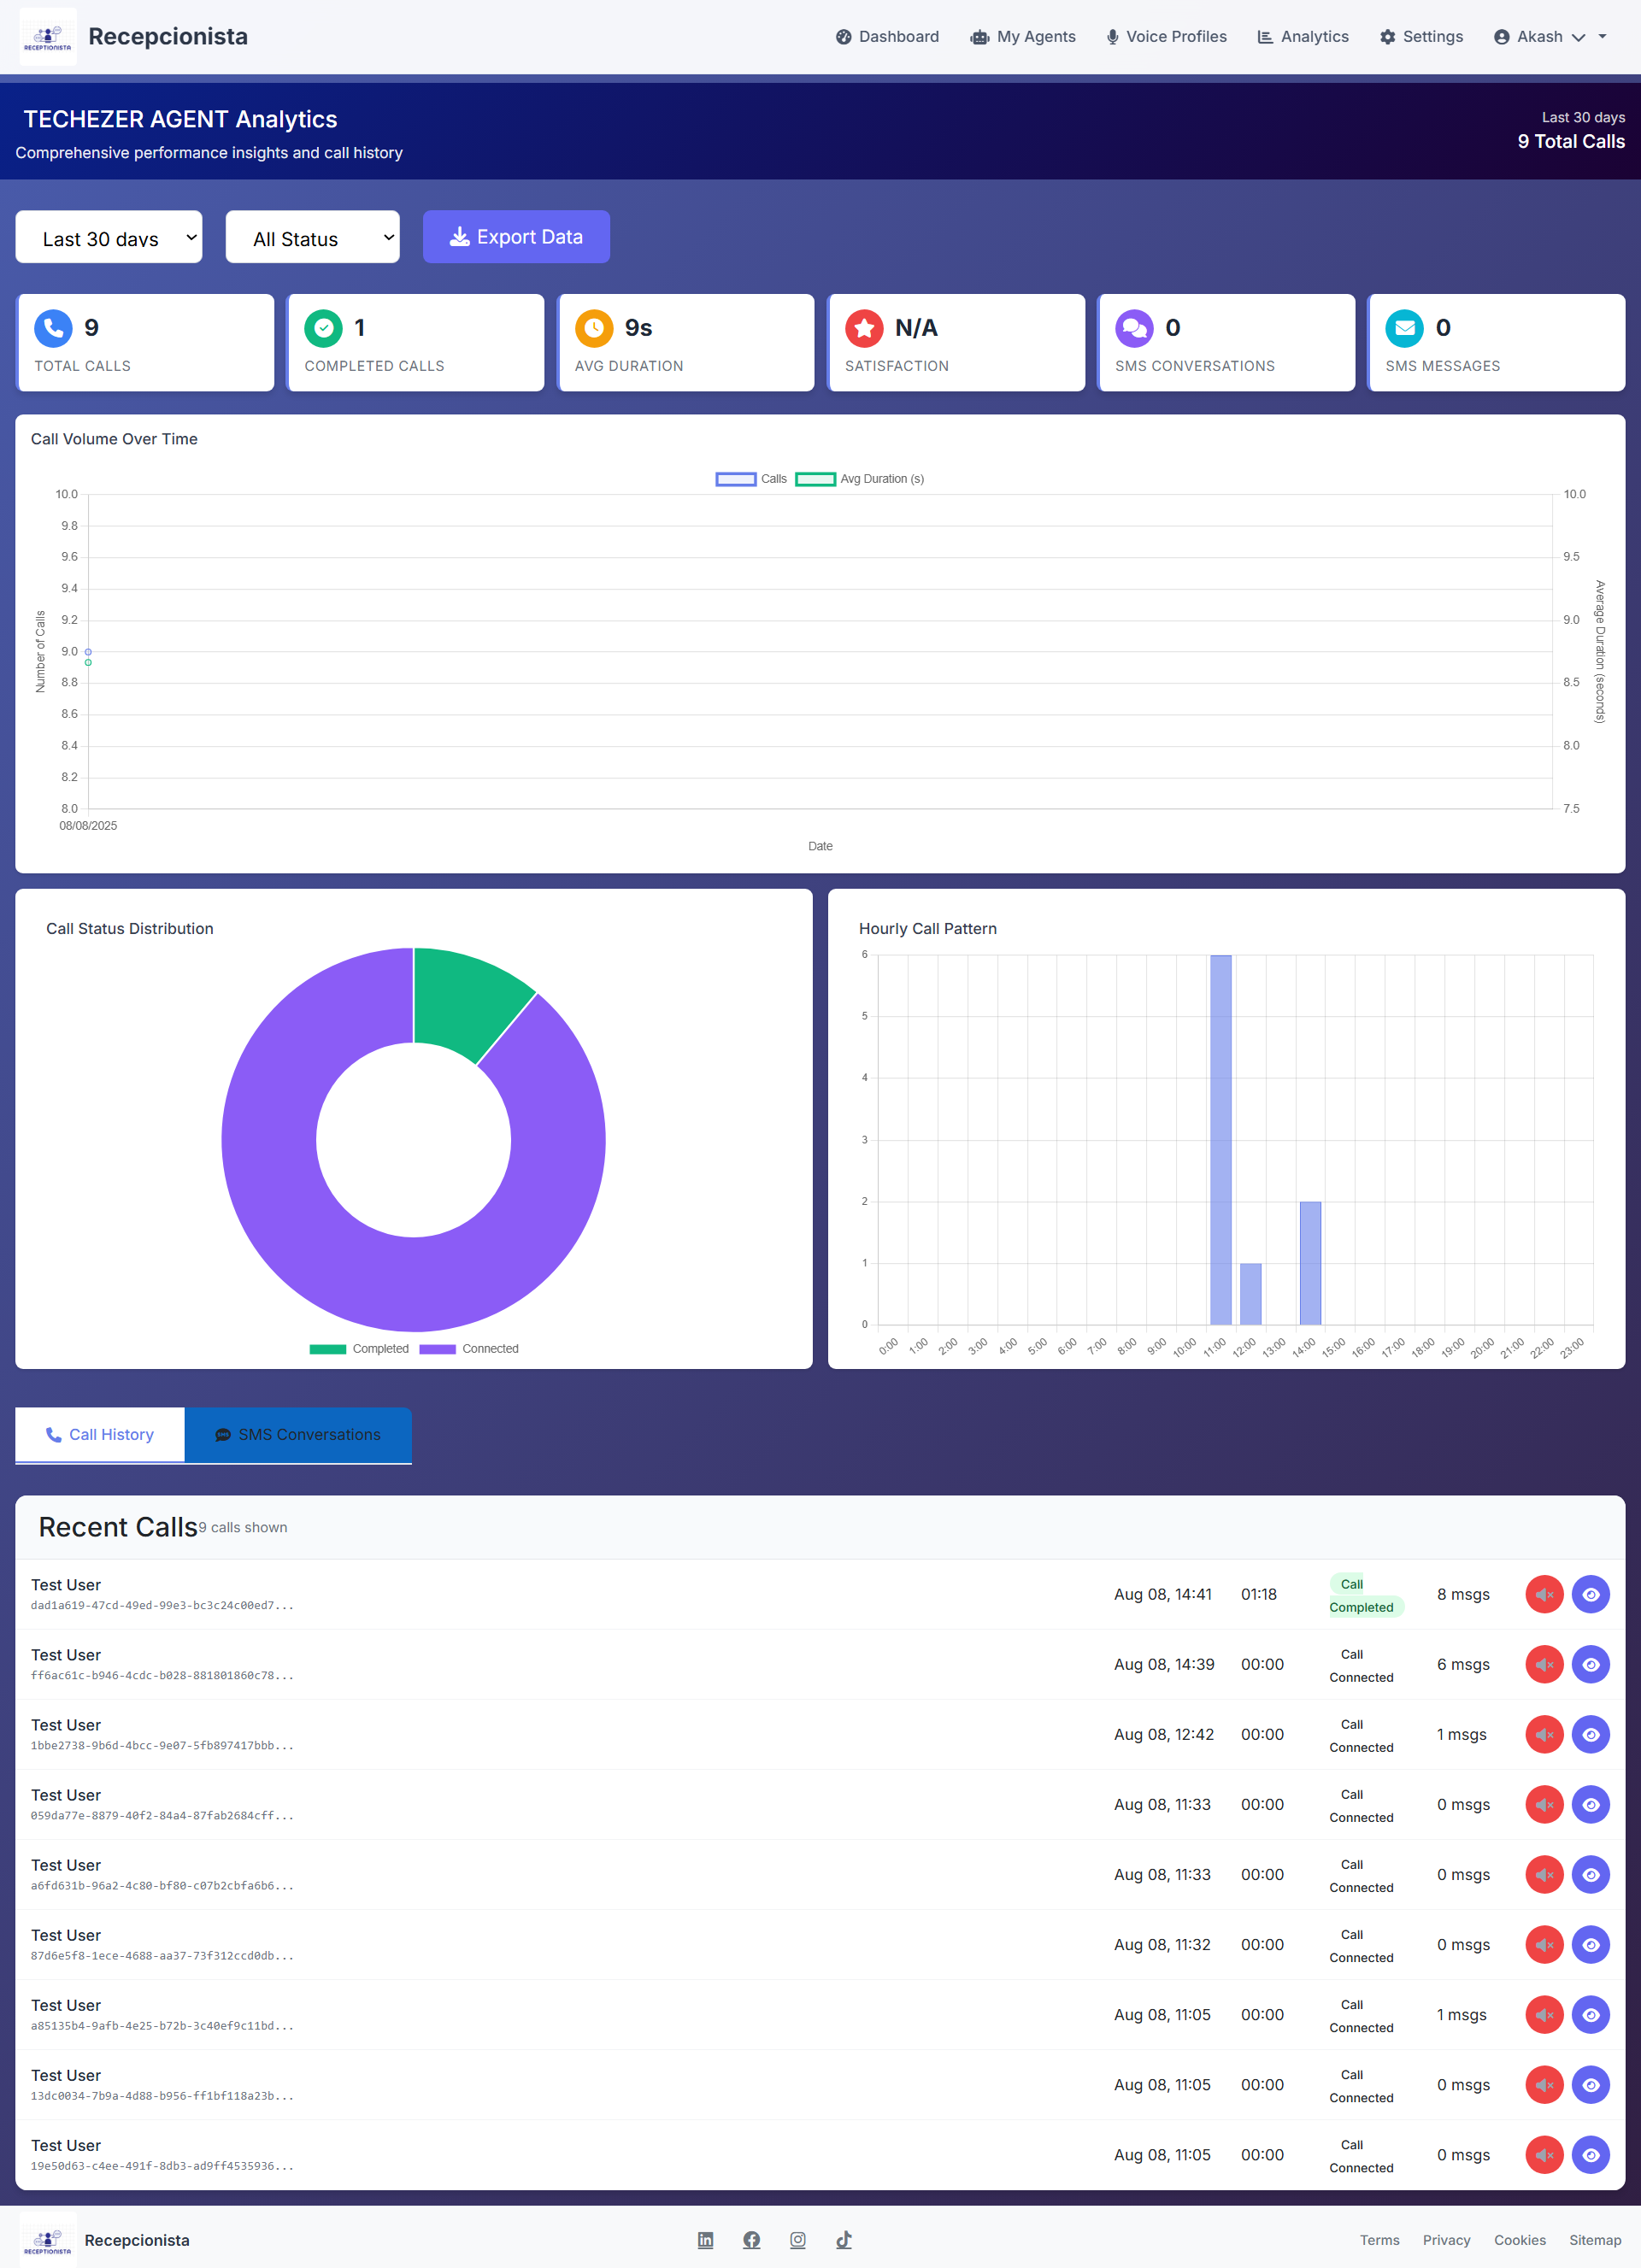 RECEPTIONISTA
Recepcionista
Dashboard
My Agents
Voice Profiles
Analytics
Settings
Akash
TECHEZER AGENT Analytics
Comprehensive performance insights and call history
Last 30 days
9 Total Calls
Last 30 days
All Status
Export Data
9
TOTAL CALLS
1
COMPLETED CALLS
9s
AVG DURATION
N/A
SATISFACTION
0
SMS CONVERSATIONS
0
SMS MESSAGES
Call Volume Over Time
Calls
Avg Duration (s)
Number of Calls
10.0
9.8
9.6
9.4
9.2
9.0
8.8
8.6
8.4
8.2
8.0
10.0
9.5
9.0
8.5
8.0
7.5
Average Duration (seconds)
08/08/2025
Date
Call Status Distribution
Completed
Connected
Hourly Call Pattern
6
5
4
3
2
1
0
0:00
1:00
2:00
3:00
4:00
5:00
6:00
7:00
8:00
9:00
10:00
11:00
12:00
13:00
14:00
15:00
16:00
17:00
18:00
19:00
20:00
21:00
22:00
23:00
Call History
SMS Conversations
Recent Calls
9 calls shown
Test User
dad1a619-47cd-49ed-99e3-bc3c24c00ed7...
Aug 08, 14:41
01:18
Call
Completed
8 msgs
Test User
ff6ac61c-b946-4cdc-b028-881801860c78...
Aug 08, 14:39
00:00
Call
Connected
6 msgs
Test User
1bbe2738-9b6d-4bcc-9e07-5fb897417bbb...
Aug 08, 12:42
00:00
Call
Connected
1 msgs
Test User
059da77e-8879-40f2-84a4-87fab2684cff...
Aug 08, 11:33
00:00
Call
Connected
0 msgs
Test User
a6fd631b-96a2-4c80-bf80-c07b2cbfa6b6...
Aug 08, 11:33
00:00
Call
Connected
0 msgs
Test User
87d6e5f8-1ece-4688-aa37-73f312ccd0db...
Aug 08, 11:32
00:00
Call
Connected
0 msgs
Test User
a85135b4-9afb-4e25-b72b-3c40ef9c11bd...
Aug 08, 11:05
00:00
Call
Connected
1 msgs
Test User
13dc0034-7b9a-4d88-b956-ff1bf118a23b...
Aug 08, 11:05
00:00
Call
Connected
0 msgs
Test User
19e50d63-c4ee-491f-8db3-ad9ff4535936...
Aug 08, 11:05
00:00
Call
Connected
0 msgs
RECEPTIONISTA
Recepcionista
Terms
Privacy
Cookies
Sitemap